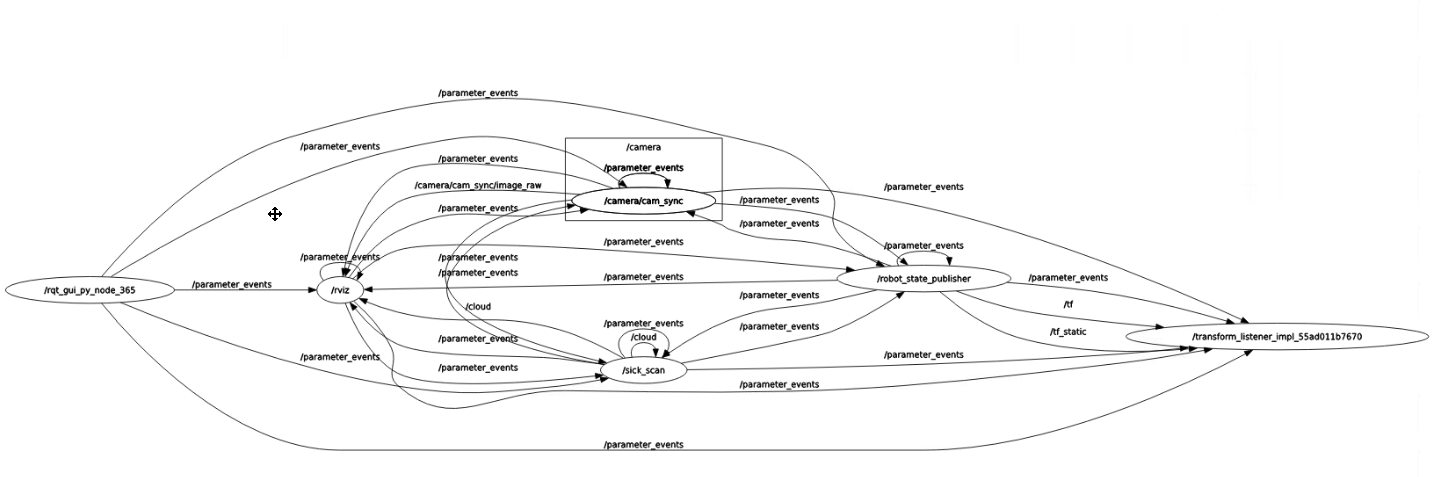 /parameter_events
/parameter_events
/camera
/parameter_events
/parameter_events
/camera/cam_sync/image_raw
/parameter_events
/parameter_events
/camera/cam_sync
/parameter_events
/parameter_events
/parameter_events
/parameter_events
/parameter_events
/parameter_events
/parameter_events
/parameter_events
/robot_state_publisher
/parameter_events
/rqt_gui_py_node_365
/parameter_events
/rviz
/parameter_events
/tf
/cloud
/parameter_events
/parameter_events
/tf_static
/parameter_events
/cloud
/transform_listener_impl_55ad011b7670
/parameter_events
/parameter_events
/parameter_events
/sick_scan
/parameter_events
/parameter_events